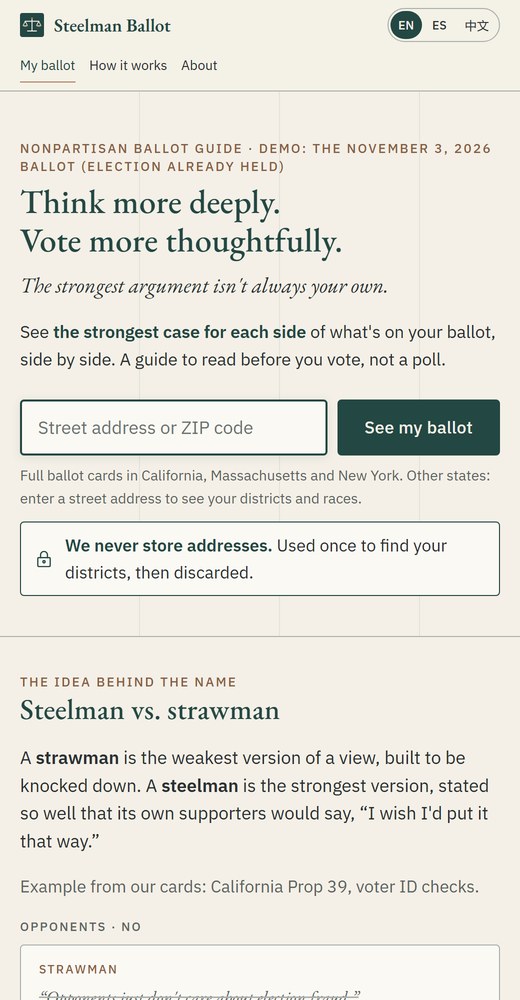 Steelman Ballot
EN ES 中文
My ballot How it works About
NONPARTISAN BALLOT GUIDE · DEMO: THE NOVEMBER 3, 2026
BALLOT (ELECTION ALREADY HELD)
Think more deeply.
Vote more thoughtfully.
The strongest argument isn't always your own.
See the strongest case for each side of what's on your ballot,
side by side. A guide to read before you vote, not a poll.
Street address or ZIP code
See my ballot
Full ballot cards in California, Massachusetts and New York. Other states:
enter a street address to see your districts and races.
We never store addresses. Used once to find your
districts, then discarded.
THE IDEA BEHIND THE NAME
Steelman vs. strawman
A strawman is the weakest version of a view, built to be
knocked down. A steelman is the strongest version, stated
so well that its own supporters would say, “I wish I'd put it
that way.”
Example from our cards: California Prop 39, voter ID checks.
OPPONENTS · NO
STRAWMAN
“Opponents just don't care about election fraud.”